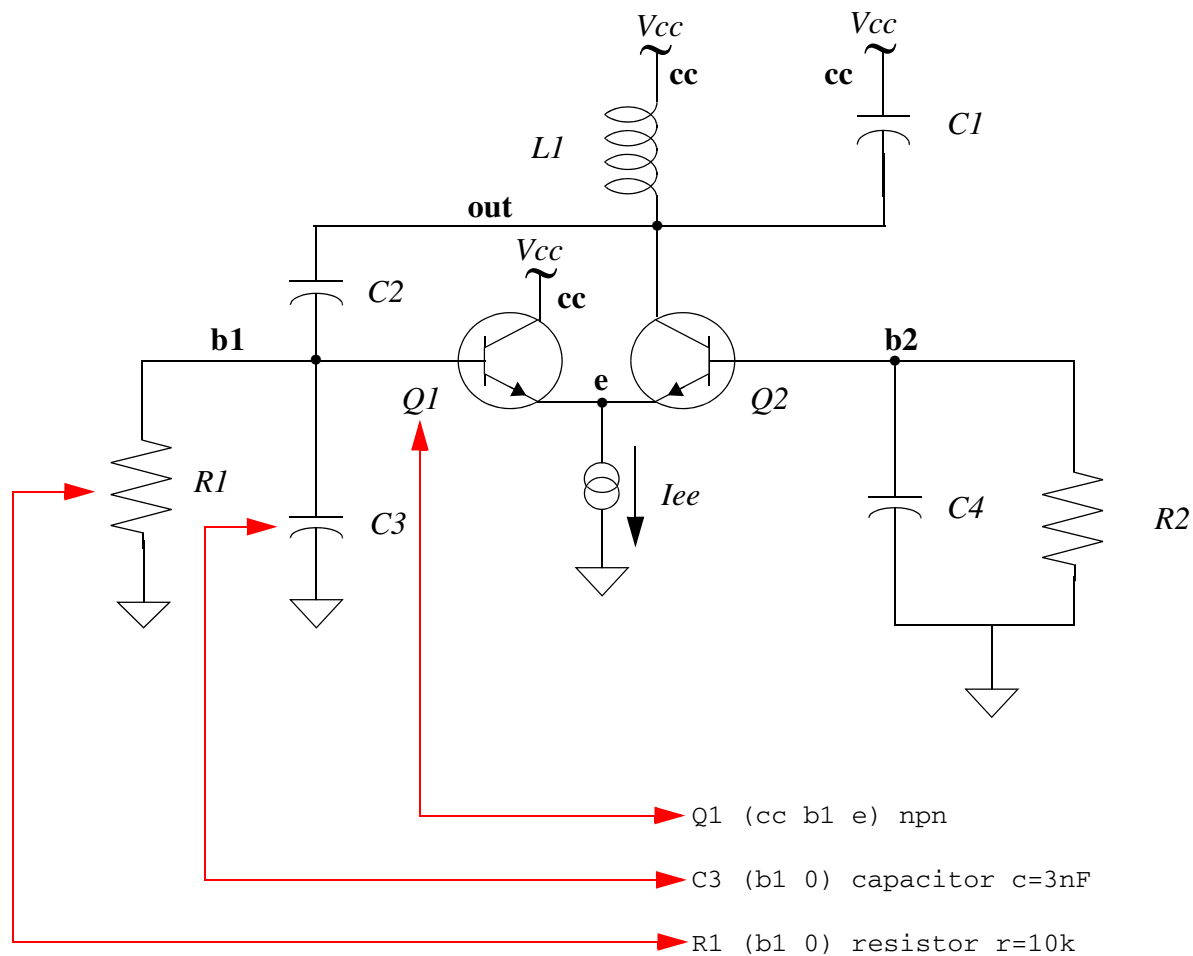 Vcc
Vcc
cc
cc
C1
L1
out
Vcc
C2
cc
b1
b2
e
Q1
Q2
R1
Iee
C3
C4
R2
Q1 (cc b1 e) npn
C3 (b1 0) capacitor c=3nF
R1 (b1 0) resistor r=10k